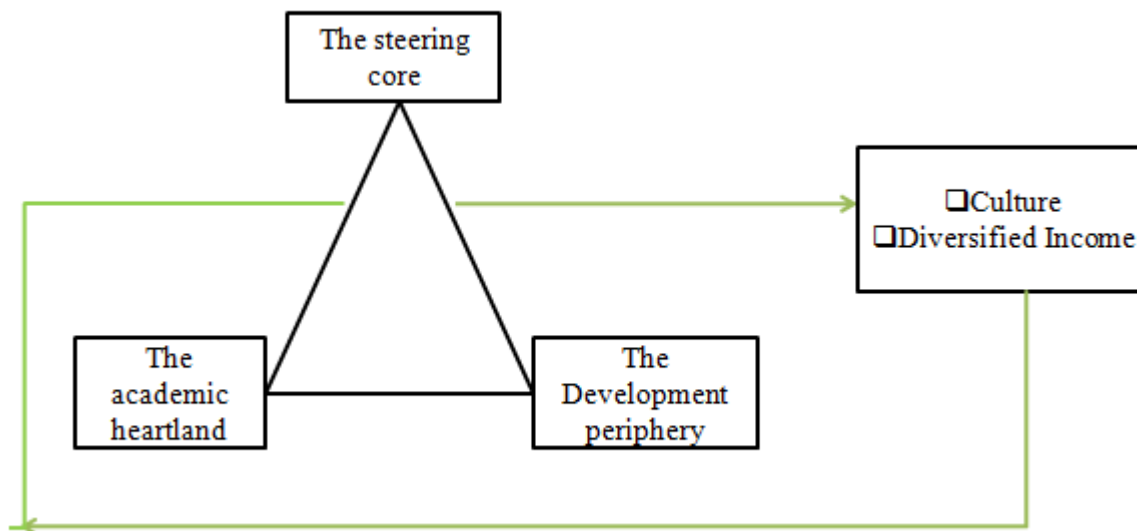 The steering
core
❑Culture
❑Diversified Income
The
academic
heartland
The
Development
periphery